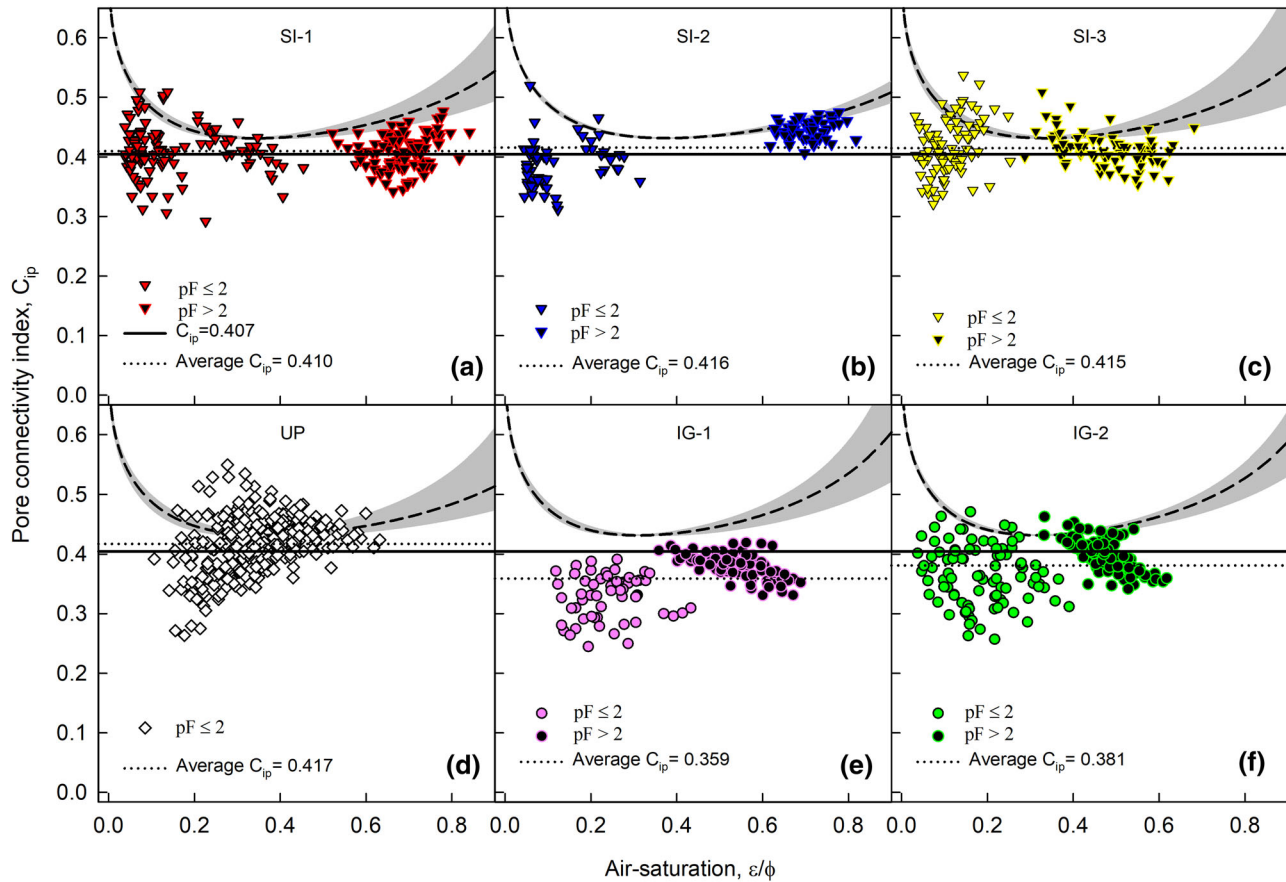 SI-1
SI-2
SI-3
0.6
0.5
0.4
0.3
0.2
0.1
0.0
pF ≤ 2
pF > 2
C_ip=0.407
Average C_ip= 0.410
(a)
pF ≤ 2
pF > 2
Average C_ip= 0.416
(b)
pF ≤ 2
pF > 2
Average C_ip= 0.415
(c)
Pore connectivity index, C_ip
UP
IG-1
IG-2
0.6
0.5
0.4
0.3
0.2
0.1
0.0
pF ≤ 2
Average C_ip= 0.417
(d)
pF ≤ 2
pF > 2
Average C_ip= 0.359
(e)
pF ≤ 2
pF > 2
Average C_ip= 0.381
(f)
0.0 0.2 0.4 0.6 0.8
0.0 0.2 0.4 0.6 0.8
0.0 0.2 0.4 0.6 0.8
Air-saturation, ε/ϕ